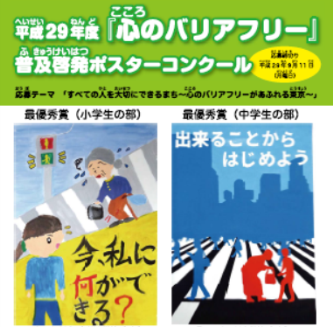 平成29年度『心のバリアフリー』
普及啓発ポスターコンクール
応募締切り
平成29年9月11日
(月曜日)
応募テーマ 「すべての人を大切にできるまち〜心のバリアフリーがあふれる東京〜」
最優秀賞(小学生の部)
最優秀賞(中学生の部)
今、私に
何がで
きる?
出来ることから
はじめよう